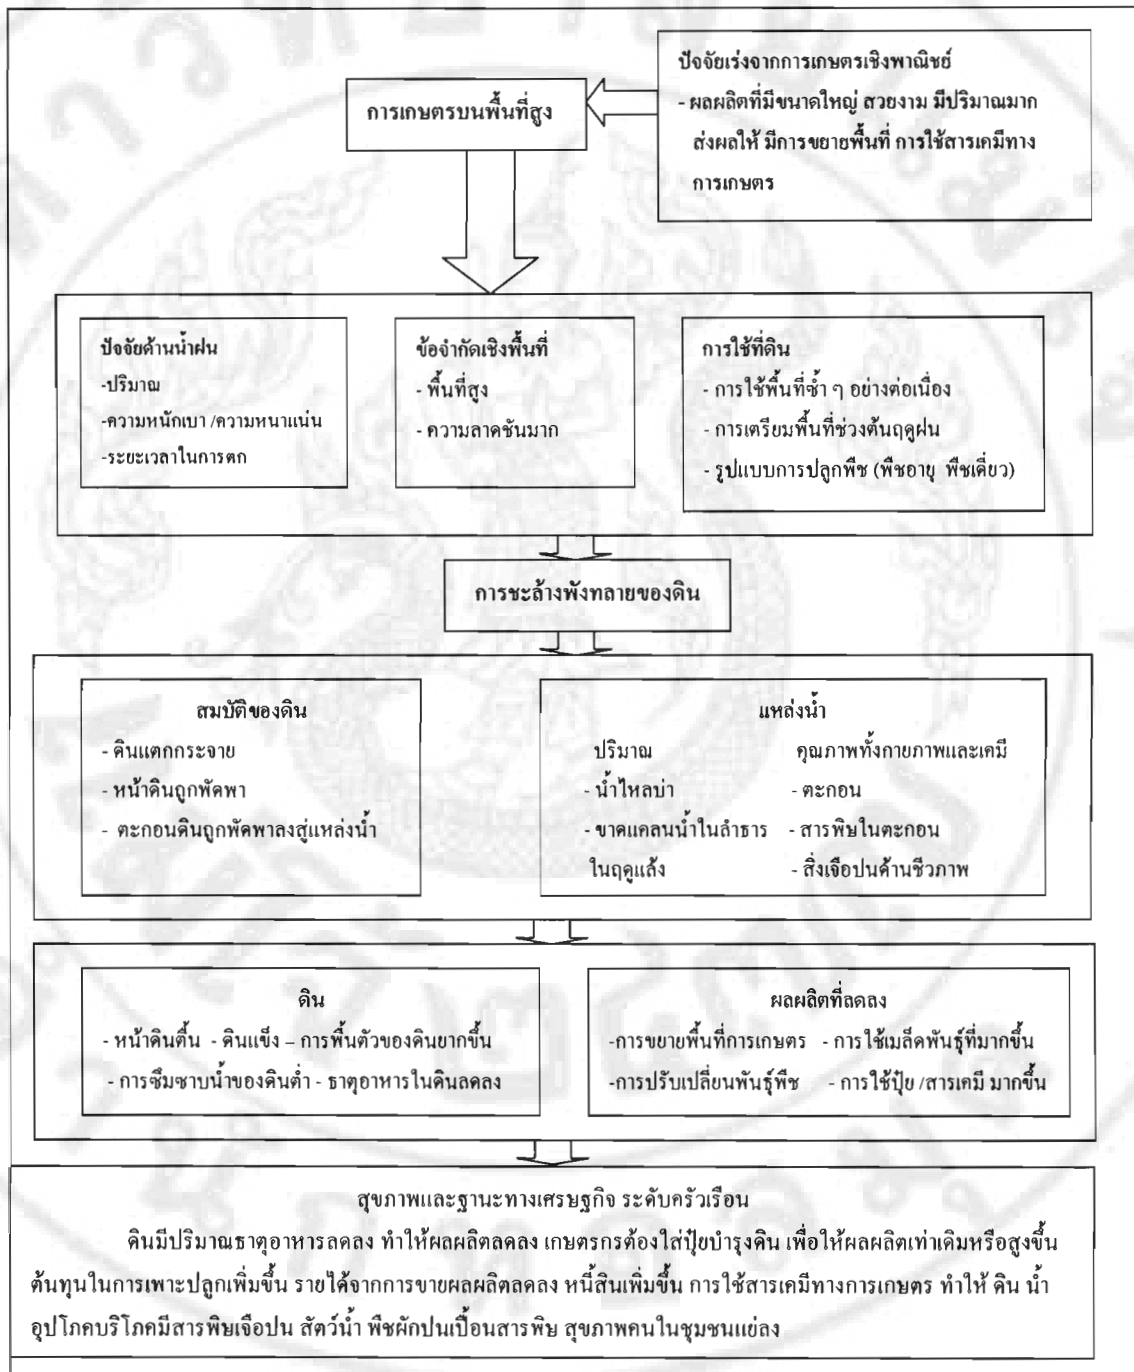 ปัจจัยเร่งจากการเกษตรเชิงพาณิชย์
- ผลผลิตที่มีขนาดใหญ่ สวยงาม มีปริมาณมาก
ส่งผลให้ มีการขยายพื้นที่ การใช้สารเคมีทาง
การเกษตร
การเกษตรบนพื้นที่สูง
ปัจจัยด้านน้ำฝน
-ปริมาณ
-ความหนักเบา /ความหนาแน่น
-ระยะเวลาในการตก
ข้อจำกัดเชิงพื้นที่
- พื้นที่สูง
- ความลาดชันมาก
การใช้ที่ดิน
- การใช้พื้นที่ซ้ำ ๆ อย่างต่อเนื่อง
- การเตรียมพื้นที่ช่วงต้นฤดูฝน
- รูปแบบการปลูกพืช (พืชอายุ พืชเดี่ยว)
การชะล้างพังทลายของดิน
สมบัติของดิน
- ดินแตกกระจาย
- หน้าดินถูกพัดพา
- ตะกอนดินถูกพัดพาลงสู่แหล่งน้ำ
แหล่งน้ำ
ปริมาณ
- น้ำไหลบ่า
- ขาดแคลนน้ำในลำธาร
ในฤดูแล้ง
คุณภาพทั้งกายภาพและเคมี
- ตะกอน
- สารพิษในตะกอน
- สิ่งเจือปนด้านชีวภาพ
ดิน
- หน้าดินตื้น - ดินแข็ง – การฟื้นตัวของดินยากขึ้น
- การซึมซาบน้ำของดินต่ำ - ธาตุอาหารในดินลดลง
ผลผลิตที่ลดลง
-การขยายพื้นที่การเกษตร - การใช้เมล็ดพันธุ์ที่มากขึ้น
-การปรับเปลี่ยนพันธุ์พืช - การใช้ปุ๋ย /สารเคมี มากขึ้น
สุขภาพและฐานะทางเศรษฐกิจ ระดับครัวเรือน
ดินมีปริมาณธาตุอาหารลดลง ทำให้ผลผลิตลดลง เกษตรกรต้องใส่ปุ๋ยบำรุงดิน เพื่อให้ผลผลิตเท่าเดิมหรือสูงขึ้น
ต้นทุนในการเพาะปลูกเพิ่มขึ้น รายได้จากการขายผลผลิตลดลง หนี้สินเพิ่มขึ้น การใช้สารเคมีทางการเกษตร ทำให้ ดิน น้ำ
อุปโภคบริโภคมีสารพิษเจือปน สัตว์น้ำ พืชผักปนเปื้อนสารพิษ สุขภาพคนในชุมชนแย่ลง